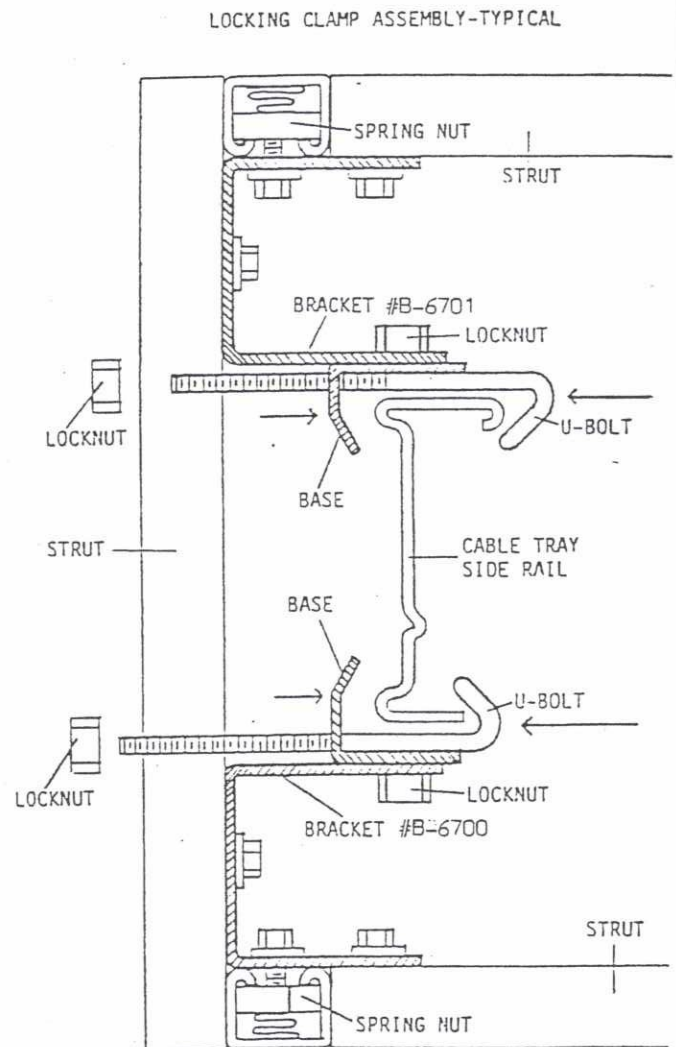 LOCKING CLAMP ASSEMBLY-TYPICAL
SPRING NUT
STRUT
BRACKET #B-6701
LOCKNUT
LOCKNUT
U-BOLT
BASE
STRUT
CABLE TRAY
SIDE RAIL
BASE
U-BOLT
LOCKNUT
LOCKNUT
BRACKET #B-6700
STRUT
SPRING NUT